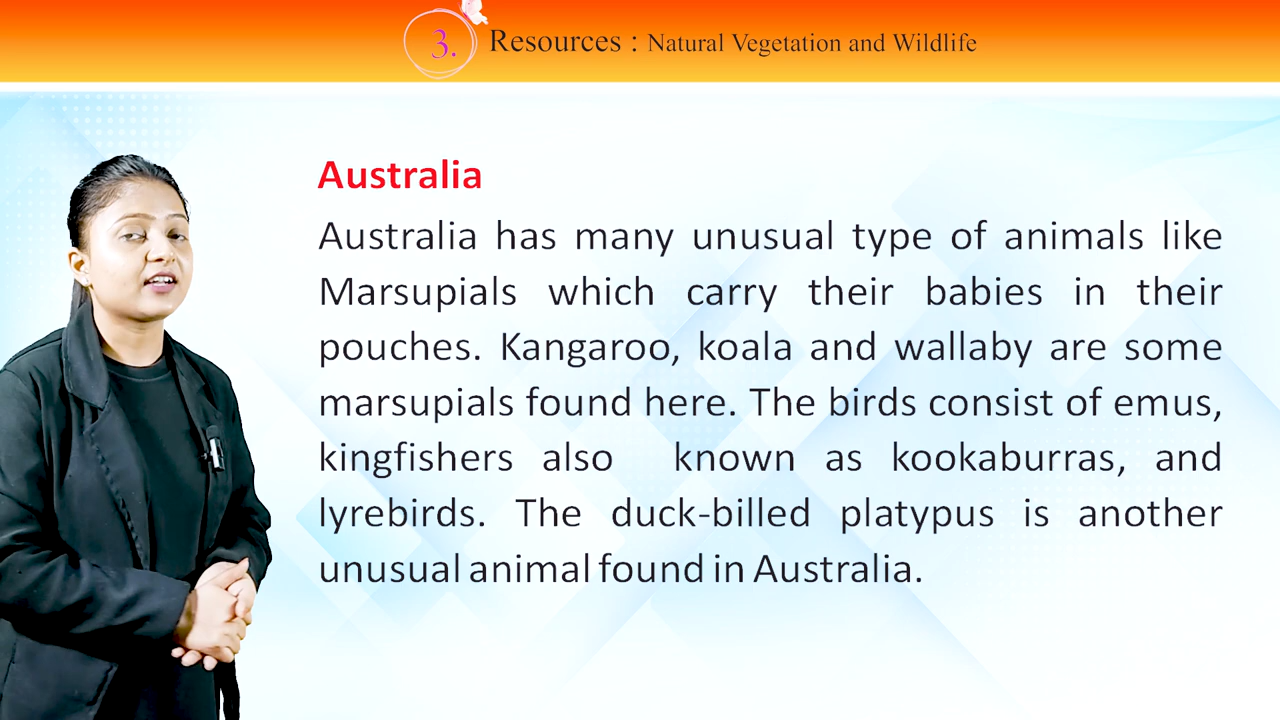 3. Resources : Natural Vegetation and Wildlife
Australia
Australia has many unusual type of animals like
Marsupials which carry their babies in their
pouches. Kangaroo, koala and wallaby are some
marsupials found here. The birds consist of emus,
kingfishers also known as kookaburras, and
lyrebirds. The duck-billed platypus is another
unusual animal found in Australia.